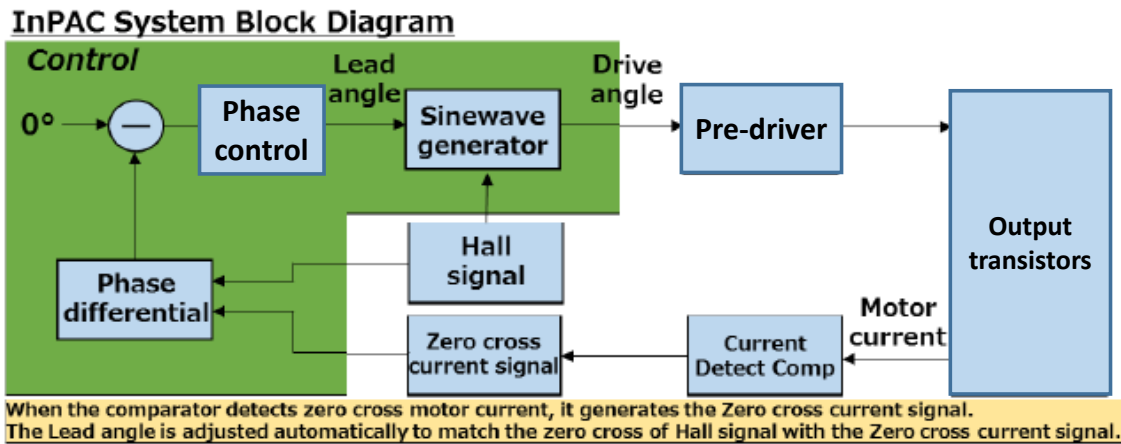 InPAC System Block Diagram
Control
Lead
angle
Drive
angle
0°
Phase
control
Sinewave
generator
Pre-driver
Output
transistors
Hall
signal
Phase
differential
Zero cross
current signal
Current
Detect Comp
Motor
current
When the comparator detects zero cross motor current, it generates the Zero cross current signal.
The Lead angle is adjusted automatically to match the zero cross of Hall signal with the Zero cross current signal.